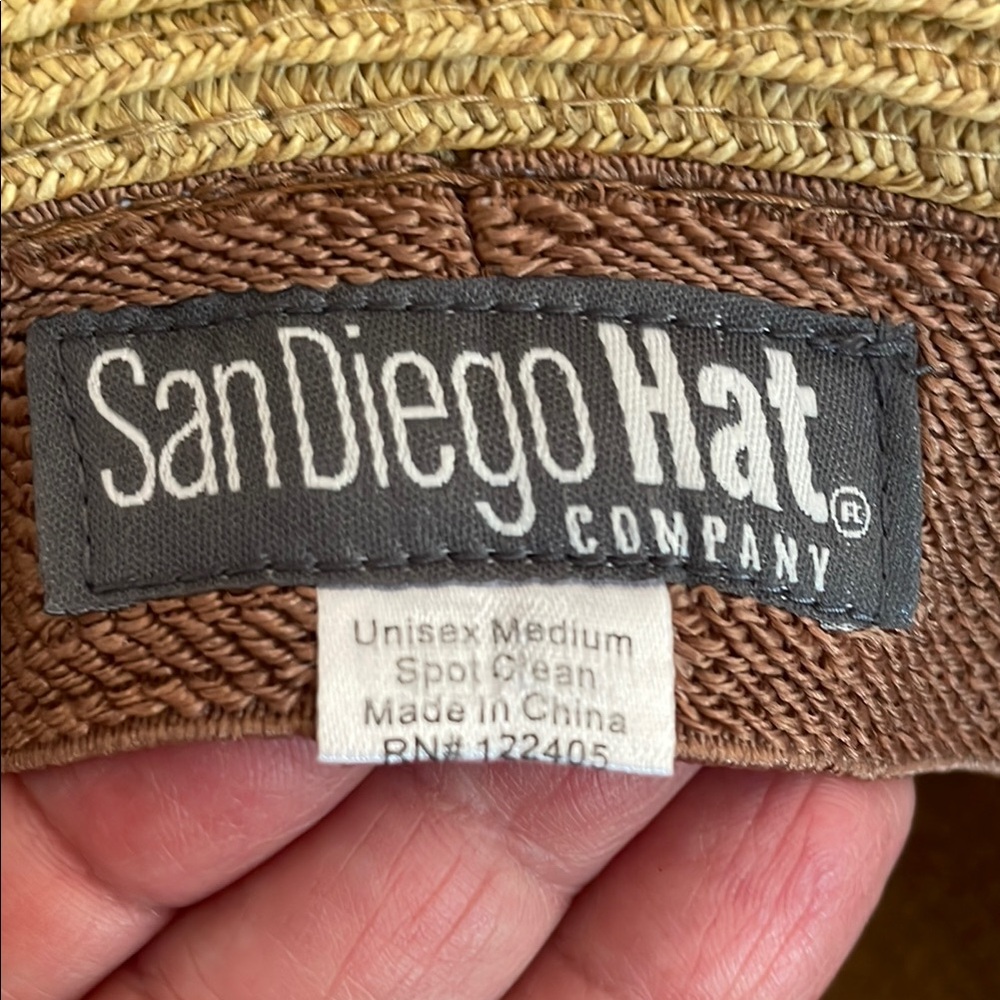 San Diego Hat®
COMPANY
Unisex Medium
Spot Clean
Made in China
RN# 122405